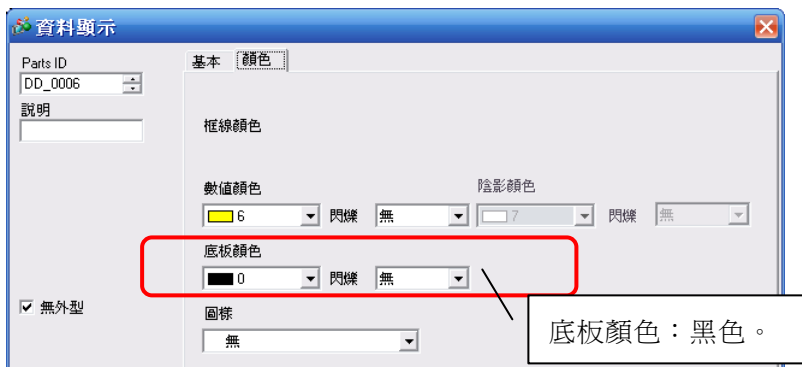 資料顯示
Parts ID
DD_0006
說明
基本 顏色
框線顏色
數值顏色 陰影顏色
6 閃爍 無 7 閃爍 無
底板顏色
0 閃爍 無
無外型
圖樣
無
底板顏色：黑色。